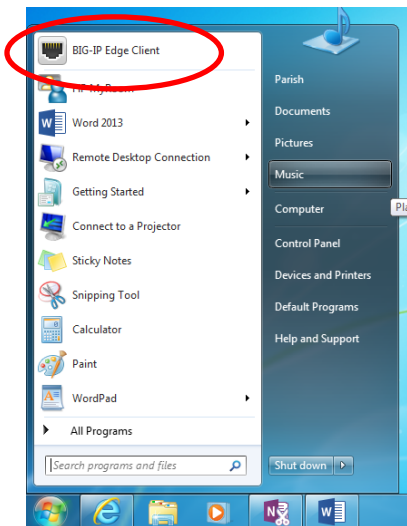 BIG-IP Edge Client
HP MyRoom
Word 2013
Remote Desktop Connection
Getting Started
Connect to a Projector
Sticky Notes
Snipping Tool
Calculator
Paint
WordPad
All Programs
Search programs and files
Parish
Documents
Pictures
Music
Computer
Control Panel
Devices and Printers
Default Programs
Help and Support
Shut down